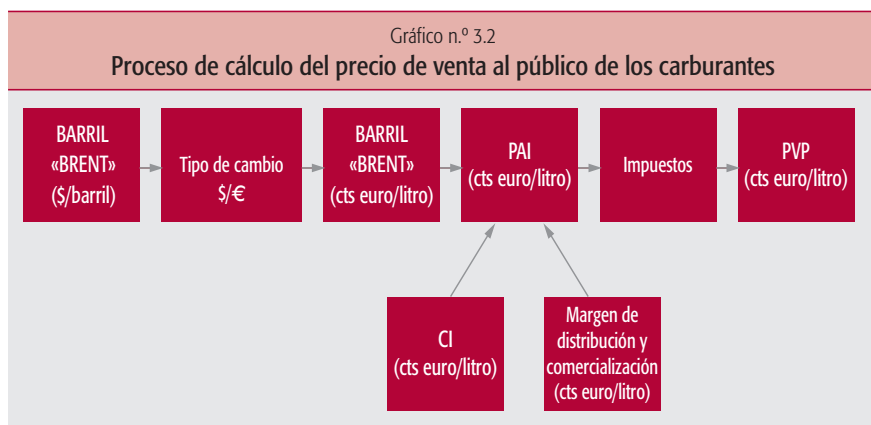 Gráfico n.º 3.2
Proceso de cálculo del precio de venta al público de los carburantes
BARRIL
«BRENT»
($/barril)
Tipo de cambio
$/€
BARRIL
«BRENT»
(cts euro/litro)
PAI
(cts euro/litro)
Impuestos
PVP
(cts euro/litro)
CI
(cts euro/litro)
Margen de
distribución y
comercialización
(cts euro/litro)